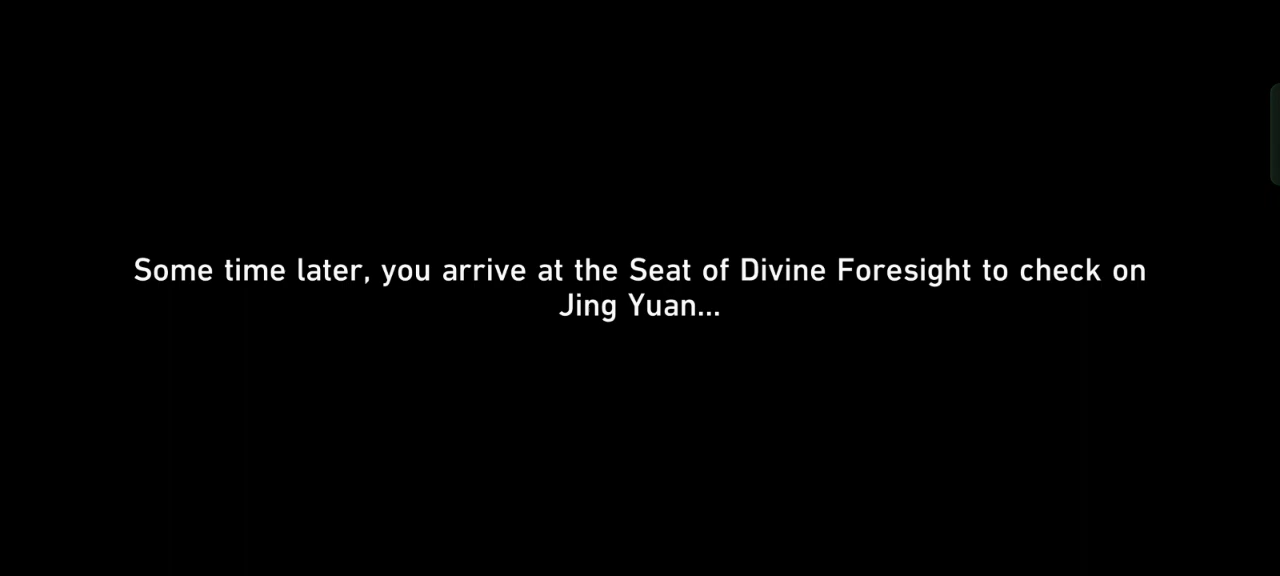 Some time later, you arrive at the Seat of Divine Foresight to check on
Jing Yuan...